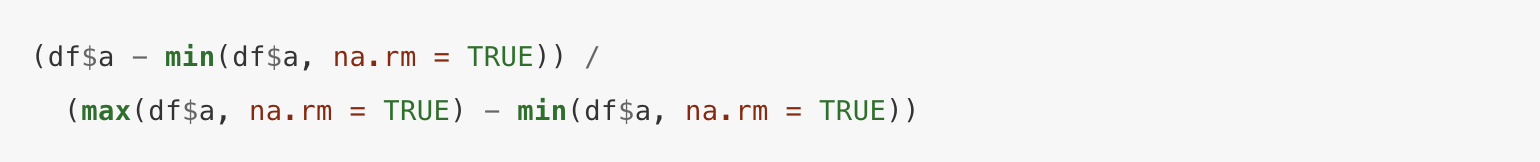 (df$a - min(df$a, na.rm = TRUE)) /
  (max(df$a, na.rm = TRUE) - min(df$a, na.rm = TRUE))